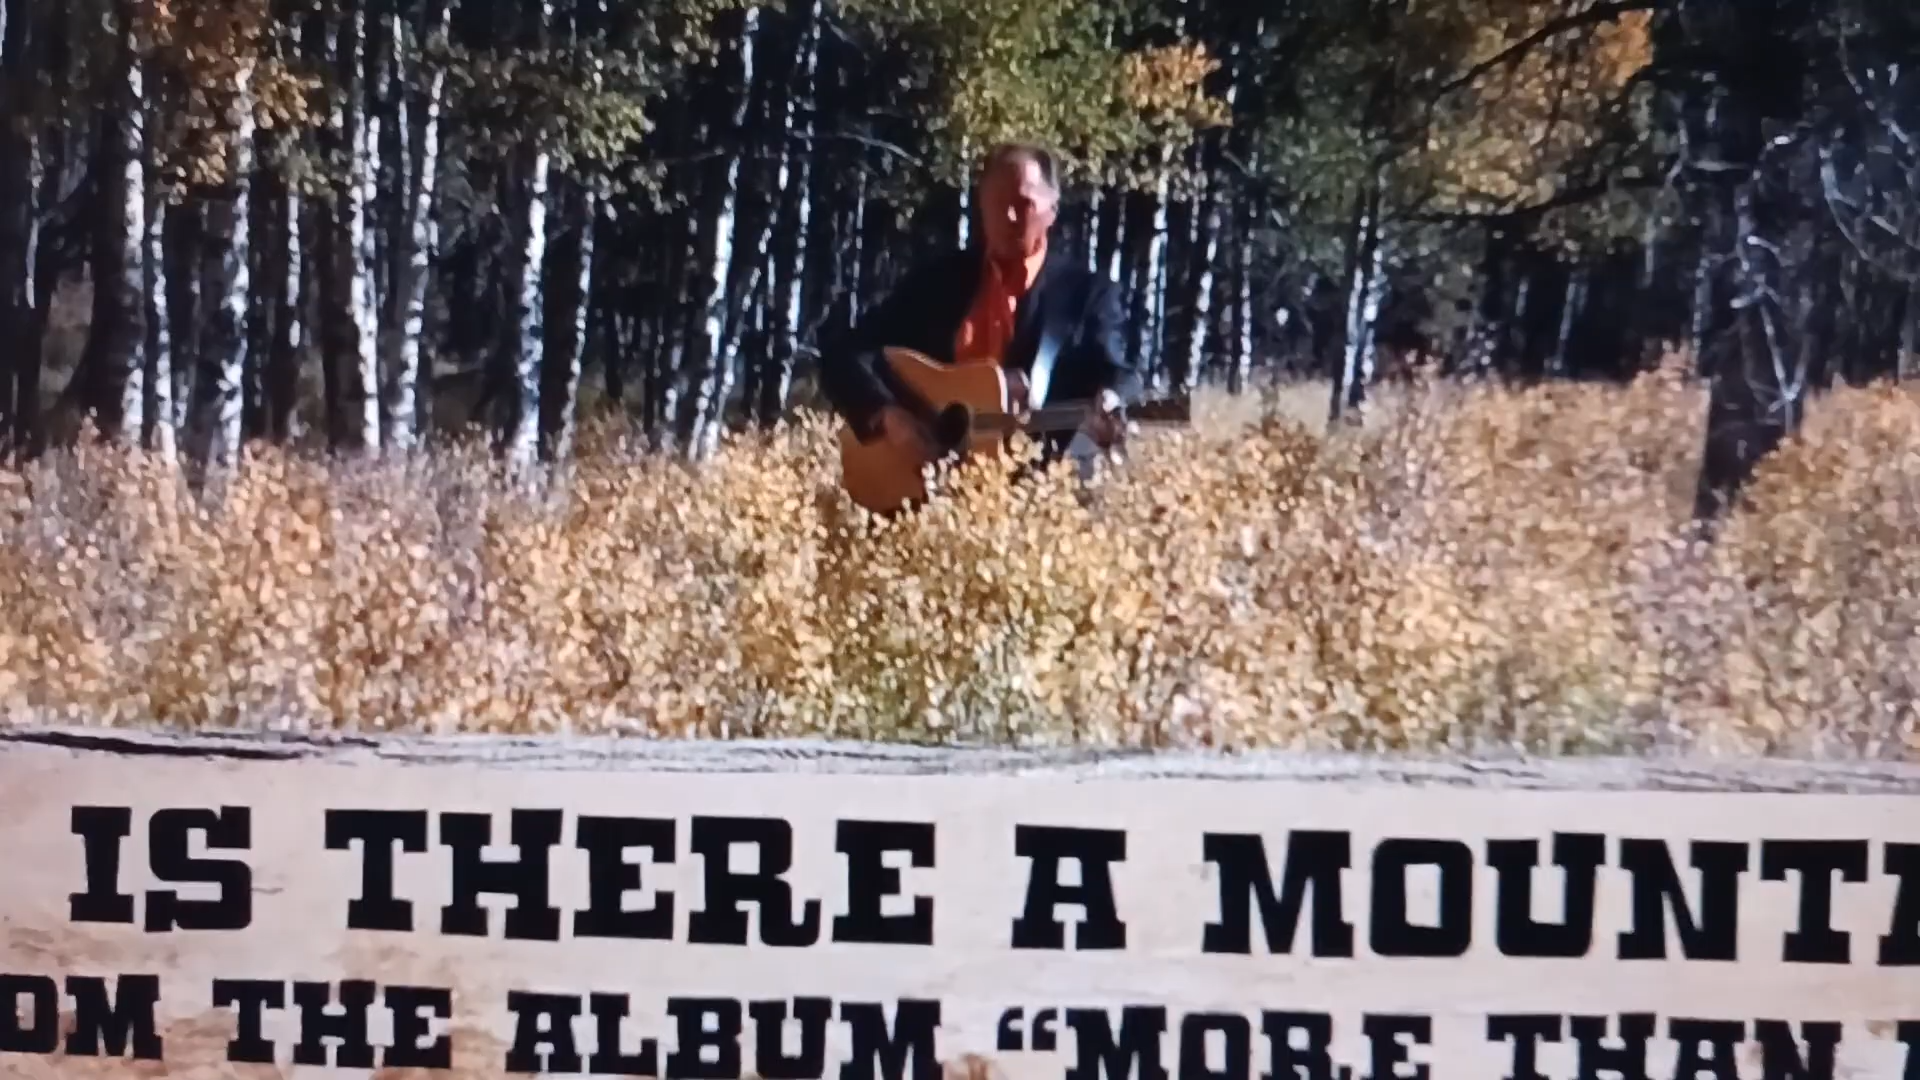 IS THERE A MOUNT
OM THE ALBUM “MORE THAN